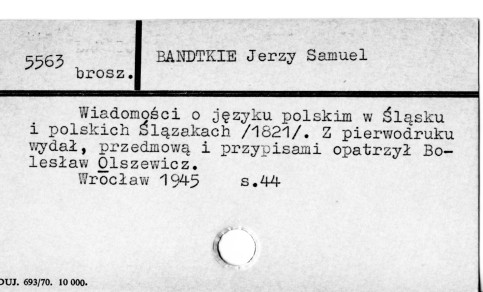 5563
brosz.
BANDTKIE Jerzy Samuel
Wiadomości o języku polskim w Śląsku
i polskich Ślązakach /1821/. Z pierwodruku
wydał, przedmową i przypisami opatrzył Bo-
lesław Olszewicz.
Wrocław 1945 s.44
DUJ. 693/70. 10 000.